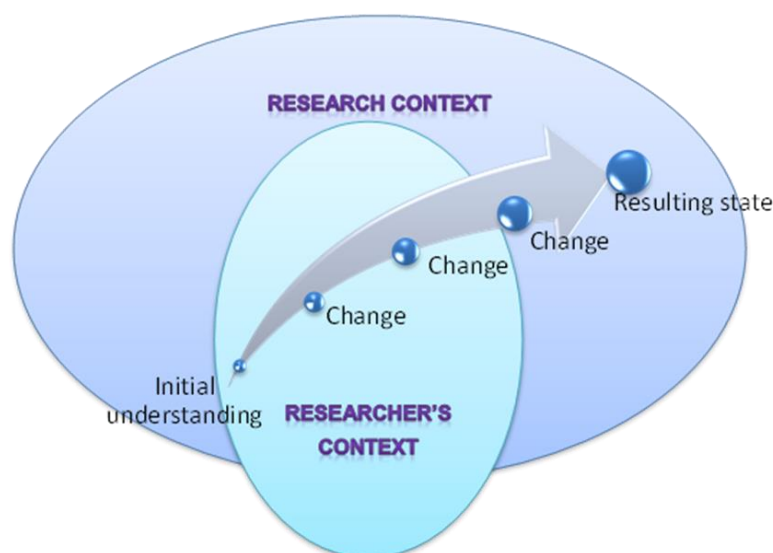 RESEARCH CONTEXT
Resulting state
Change
Change
Change
Initial
understanding
RESEARCHER'S
CONTEXT